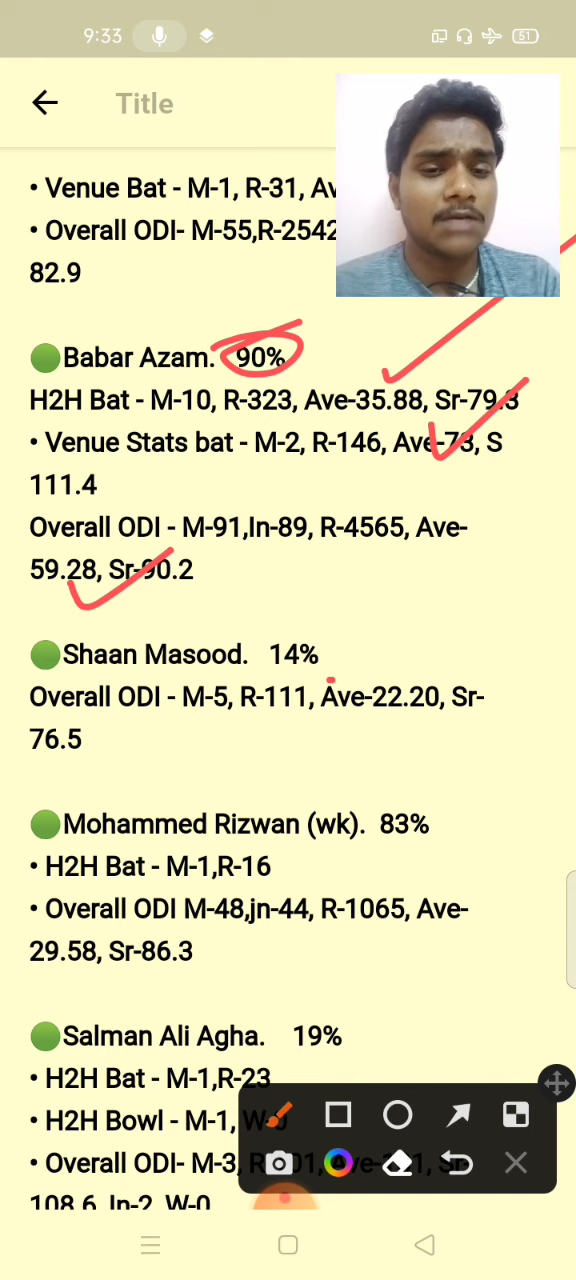 9:33
51
Title
• Venue Bat - M-1, R-31,
• Overall ODI- M-55,R-2542
82.9
Babar Azam. 90%
H2H Bat - M-10, R-323, Ave-35.88, Sr-79.3
• Venue Stats bat - M-2, R-146, Ave-73, S
111.4
Overall ODI - M-91,In-89, R-4565, Ave-
59.28, Sr-90.2
Shaan Masood. 14%
Overall ODI - M-5, R-111, Ave-22.20, Sr-
76.5
Mohammed Rizwan (wk). 83%
• H2H Bat - M-1,R-16
• Overall ODI M-48,jn-44, R-1065, Ave-
29.58, Sr-86.3
Salman Ali Agha. 19%
• H2H Bat - M-1,R-23
• H2H Bowl - M-1,
• Overall ODI- M-3,
108.6, In-2, W-0